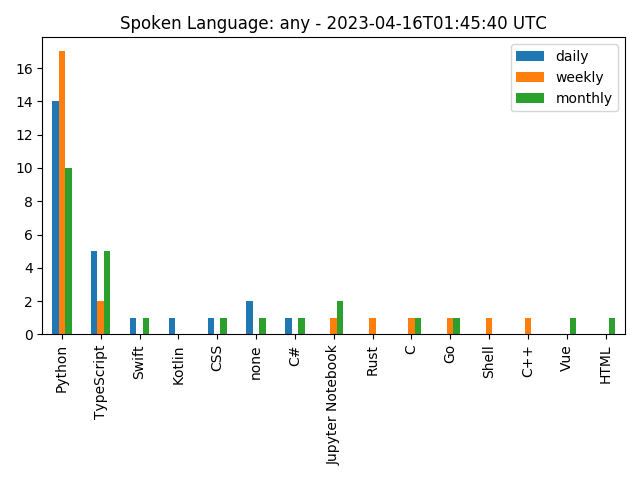 Spoken Language: any - 2023-04-16T01:45:40 UTC
daily
weekly
monthly
16
14
12
10
8
6
4
2
0
Python
TypeScript
Swift
Kotlin
CSS
none
C#
Jupyter Notebook
Rust
C
Go
Shell
C++
Vue
HTML